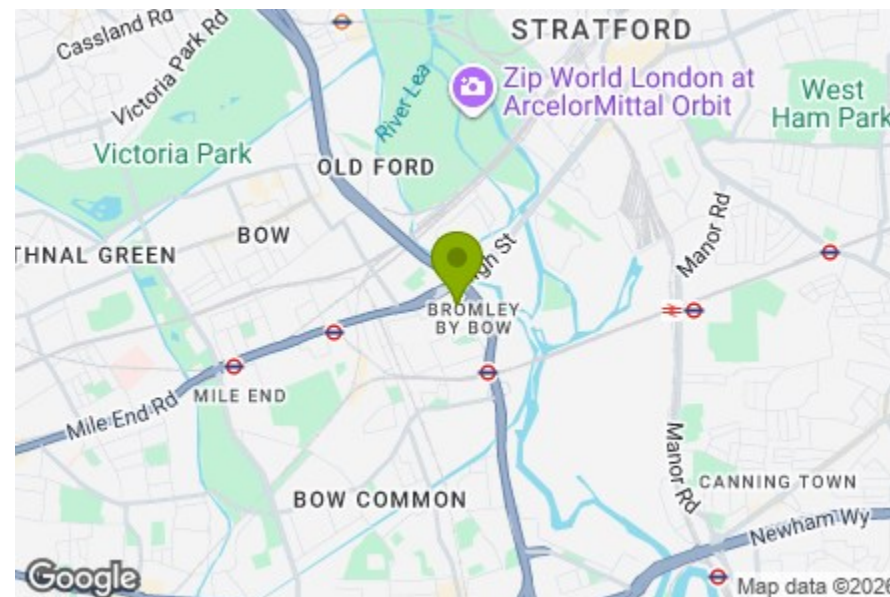 STRATFORD
Cassland Rd
Victoria Park Rd
River Lea
Zip World London at
ArcelorMittal Orbit
West
Ham Park
Victoria Park
OLD FORD
Manor Rd
THNAL GREEN
BOW
igh St
BROMLEY
BY BOW
MILE END
Mile End Rd
Manor Rd
CANNING TOWN
BOW COMMON
Newham Wy
Google
Map data ©2026